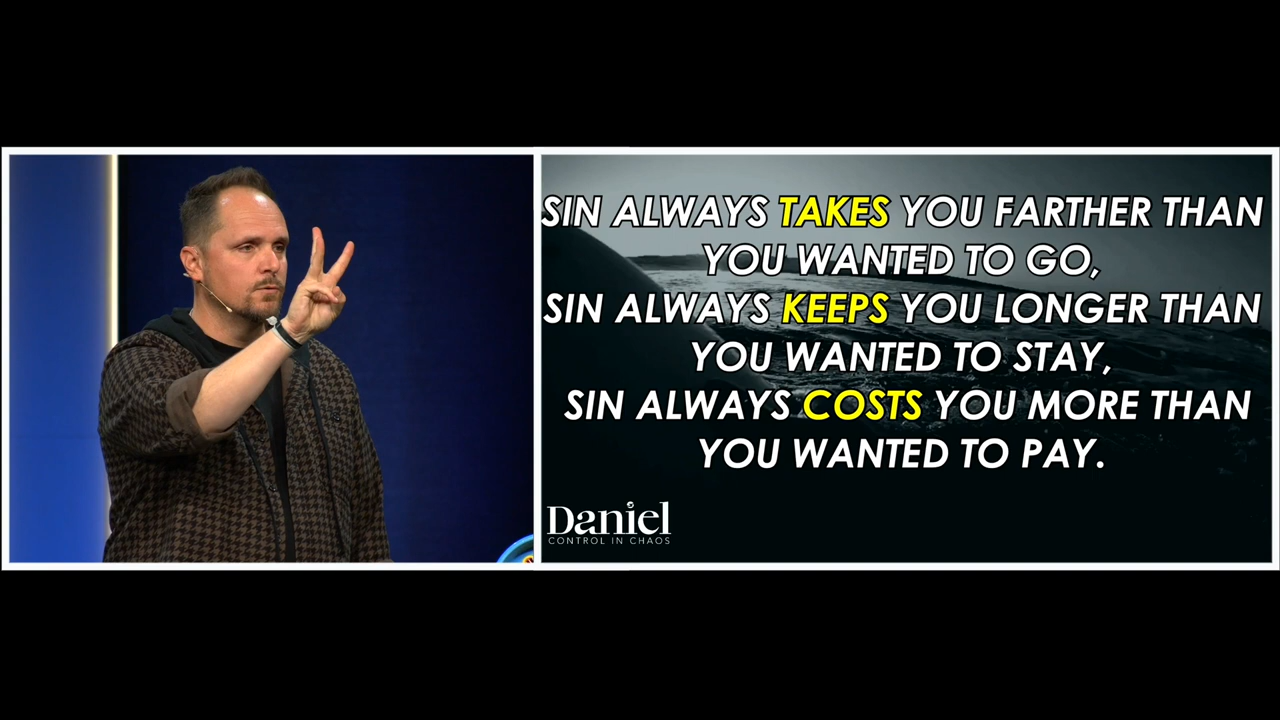 SIN ALWAYS TAKES YOU FARTHER THAN
YOU WANTED TO GO,
SIN ALWAYS KEEPS YOU LONGER THAN
YOU WANTED TO STAY,
SIN ALWAYS COSTS YOU MORE THAN
YOU WANTED TO PAY.
Daniel
CONTROL IN CHAOS